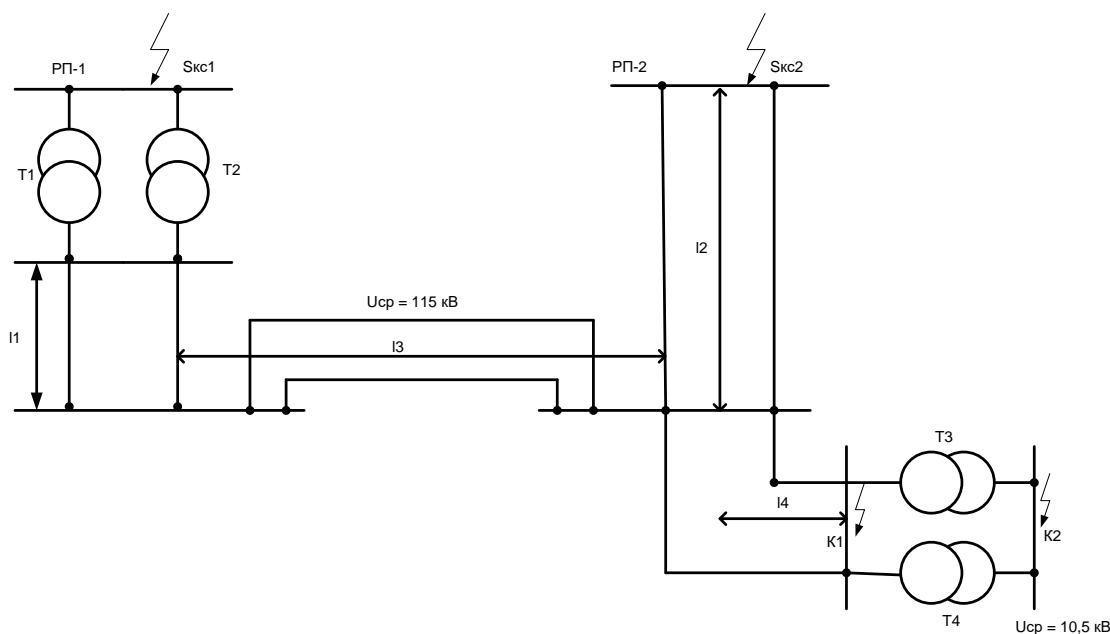 РП-1
Sкс1
РП-2
Sкс2
Т1
Т2
l2
Uср = 115 кВ
l1
l3
Т3
l4
К1
К2
Т4
Uср = 10,5 кВ